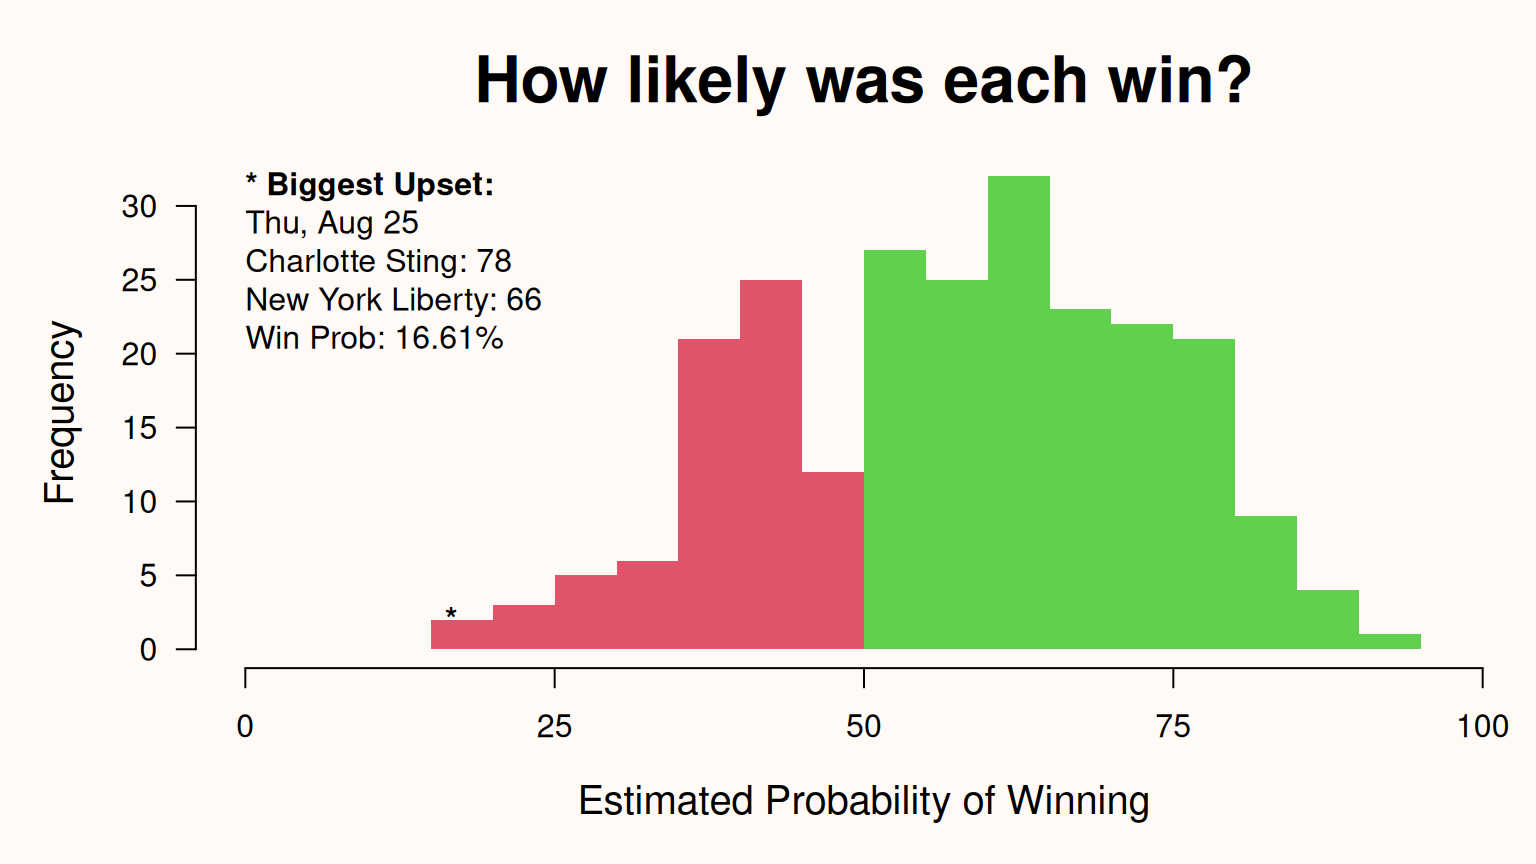 How likely was each win?
* Biggest Upset:
Thu, Aug 25
Charlotte Sting: 78
New York Liberty: 66
Win Prob: 16.61%
Frequency
30
25
20
15
10
5
0
*
0 25 50 75 100
Estimated Probability of Winning